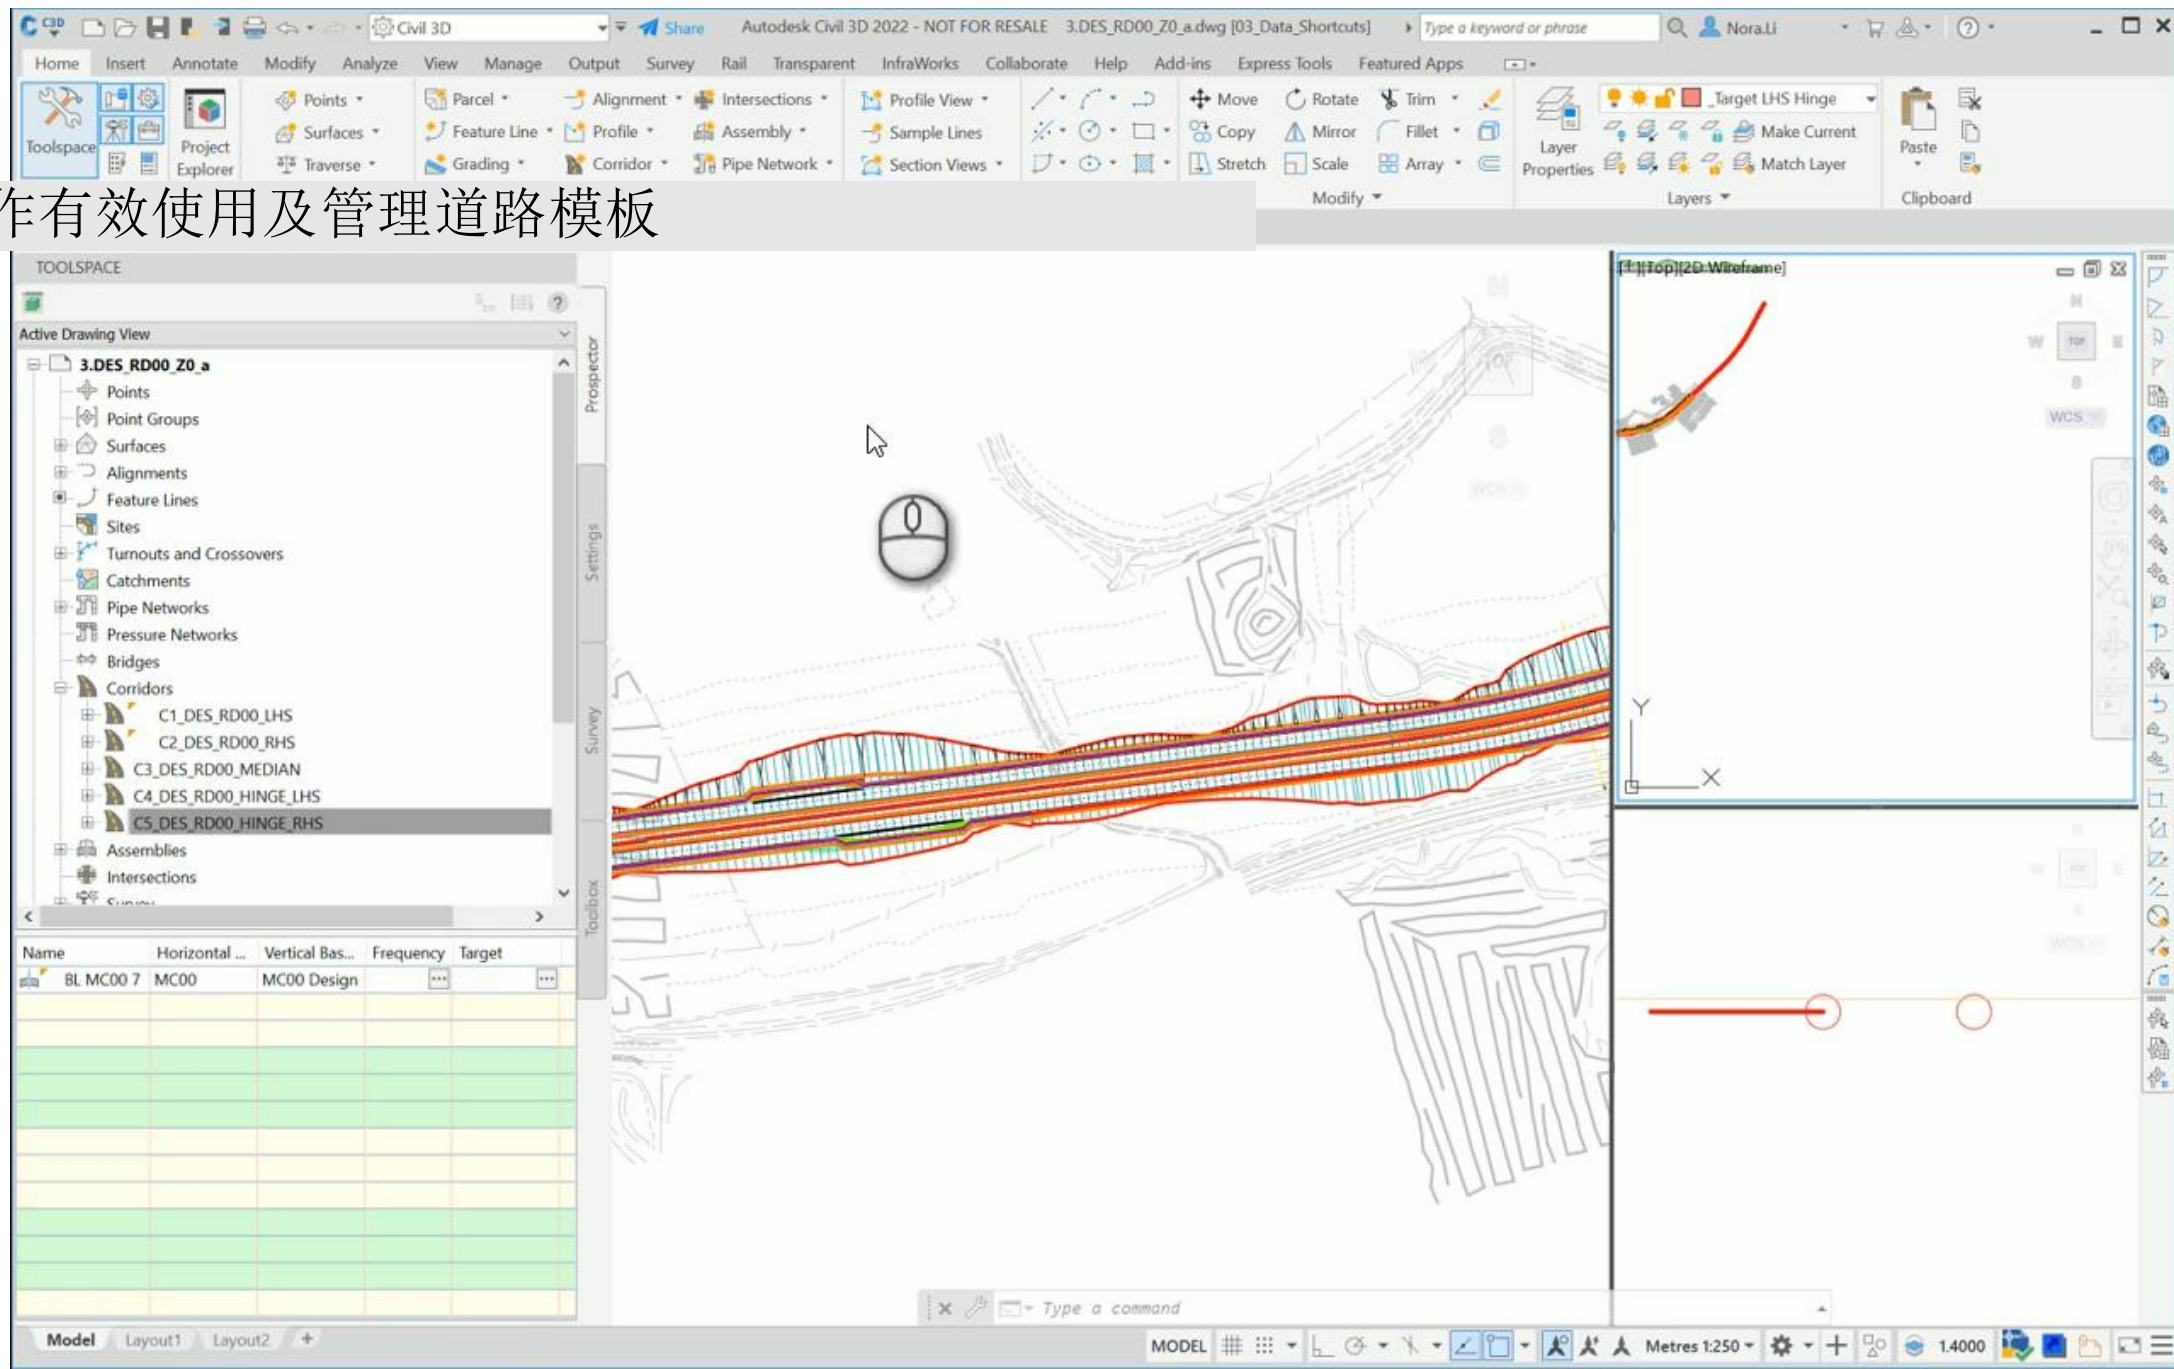 C3D
Civil 3D
Share
Autodesk Civil 3D 2022 - NOT FOR RESALE 3.DES_RD00_Z0_a.dwg [03_Data_Shortcuts]
Type a keyword or phrase
Nora.Li
Home Insert Annotate Modify Analyze View Manage Output Survey Rail Transparent InfraWorks Collaborate Help Add-ins Express Tools Featured Apps
Points Parcel Alignment Intersections Profile View Move Rotate Trim _Target LHS Hinge
Surfaces Feature Line Profile Assembly Sample Lines Copy Mirror Fillet Make Current
Toolspace Project Explorer Layer Properties Paste
Traverse Grading Corridor Pipe Network Section Views Stretch Scale Array Match Layer
Modify Layers Clipboard
作有效使用及管理道路模板
TOOLSPACE
Active Drawing View
3.DES_RD00_Z0_a
Points
Point Groups
Surfaces
Alignments
Feature Lines
Sites
Turnouts and Crossovers
Catchments
Pipe Networks
Pressure Networks
Bridges
Corridors
C1_DES_RD00_LHS
C2_DES_RD00_RHS
C3_DES_RD00_MEDIAN
C4_DES_RD00_HINGE_LHS
C5_DES_RD00_HINGE_RHS
Assemblies
Intersections
Survey
Prospector
Settings
Survey
Toolbox
Name Horizontal ... Vertical Bas... Frequency Target
BL MC00 7 MC00 MC00 Design
[+][Top][2D Wireframe]
N
W TOP E
S
WCS
Y
X
Type a command
Model Layout1 Layout2 +
MODEL
Metres 1:250
1.4000